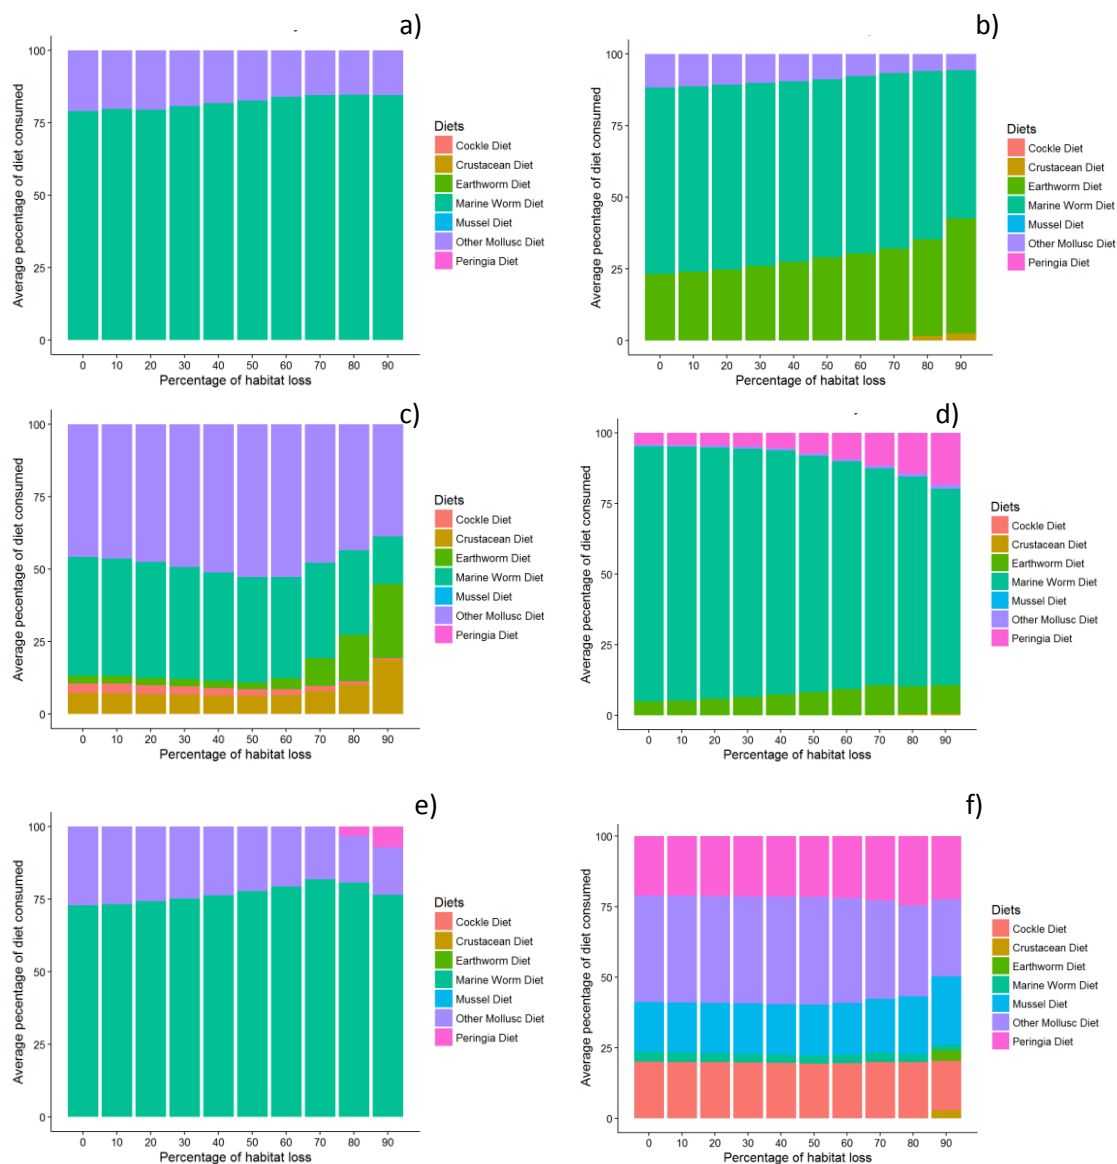 a)
100
75
50
25
0
Average pecentage of diet consumed
0 10 20 30 40 50 60 70 80 90
Percentage of habitat loss
Diets
Cockle Diet
Crustacean Diet
Earthworm Diet
Marine Worm Diet
Mussel Diet
Other Mollusc Diet
Peringia Diet
b)
100
75
50
25
0
Average pecentage of diet consumed
0 10 20 30 40 50 60 70 80 90
Percentage of habitat loss
Diets
Cockle Diet
Crustacean Diet
Earthworm Diet
Marine Worm Diet
Mussel Diet
Other Mollusc Diet
Peringia Diet
c)
100
75
50
25
0
Average pecentage of diet consumed
0 10 20 30 40 50 60 70 80 90
Percentage of habitat loss
Diets
Cockle Diet
Crustacean Diet
Earthworm Diet
Marine Worm Diet
Mussel Diet
Other Mollusc Diet
Peringia Diet
d)
100
75
50
25
0
Average pecentage of diet consumed
0 10 20 30 40 50 60 70 80 90
Percentage of habitat loss
Diets
Cockle Diet
Crustacean Diet
Earthworm Diet
Marine Worm Diet
Mussel Diet
Other Mollusc Diet
Peringia Diet
e)
100
75
50
25
0
Average pecentage of diet consumed
0 10 20 30 40 50 60 70 80 90
Percentage of habitat loss
Diets
Cockle Diet
Crustacean Diet
Earthworm Diet
Marine Worm Diet
Mussel Diet
Other Mollusc Diet
Peringia Diet
f)
100
75
50
25
0
Average pecentage of diet consumed
0 10 20 30 40 50 60 70 80 90
Percentage of habitat loss
Diets
Cockle Diet
Crustacean Diet
Earthworm Diet
Marine Worm Diet
Mussel Diet
Other Mollusc Diet
Peringia Diet